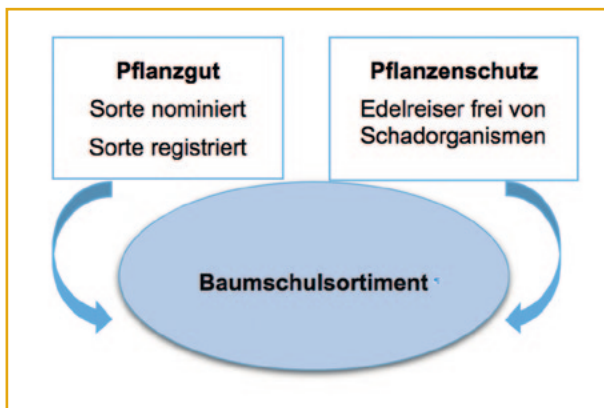 Pflanzgut
Sorte nominiert
Sorte registriert
Pflanzenschutz
Edelreiser frei von
Schadorganismen
Baumschulsortiment